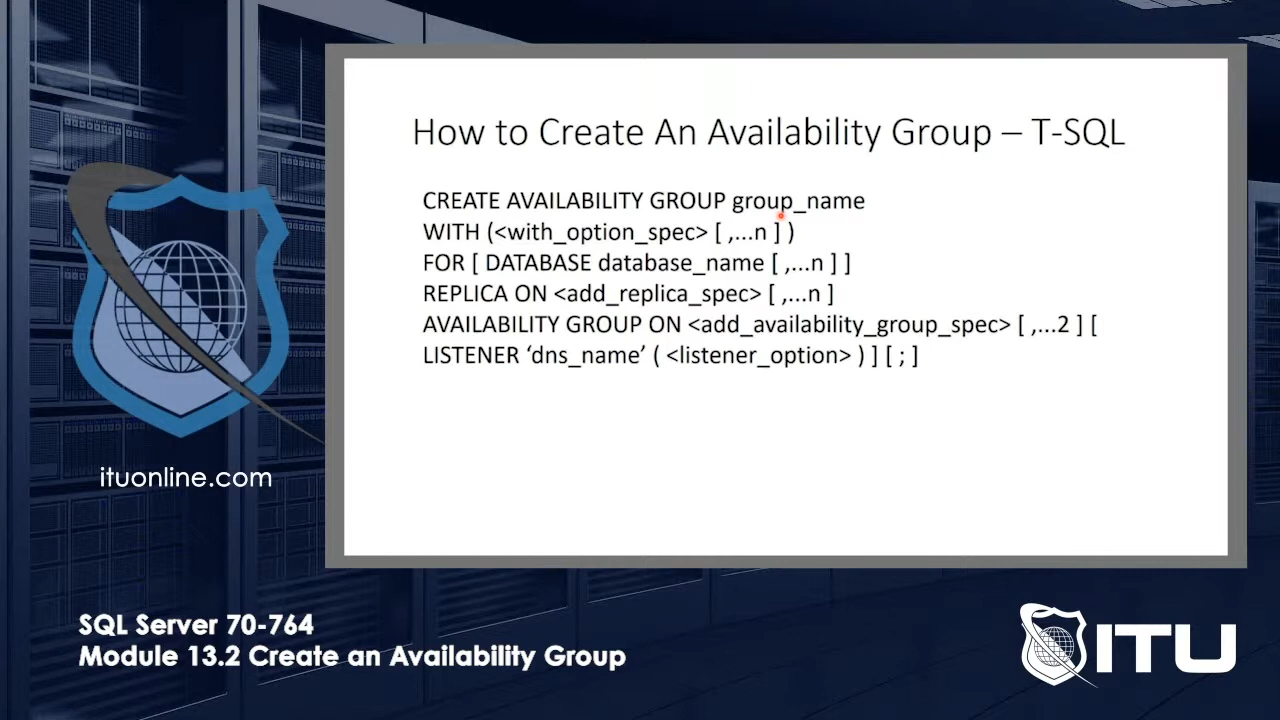 How to Create An Availability Group – T-SQL
CREATE AVAILABILITY GROUP group_name
WITH (<with_option_spec> [ ,...n ] )
FOR [ DATABASE database_name [ ,...n ] ]
REPLICA ON <add_replica_spec> [ ,...n ]
AVAILABILITY GROUP ON <add_availability_group_spec> [ ,...2 ] [
LISTENER ‘dns_name’ ( <listener_option> ) ] [ ; ]
ituonline.com
SQL Server 70-764
Module 13.2 Create an Availability Group
ITU